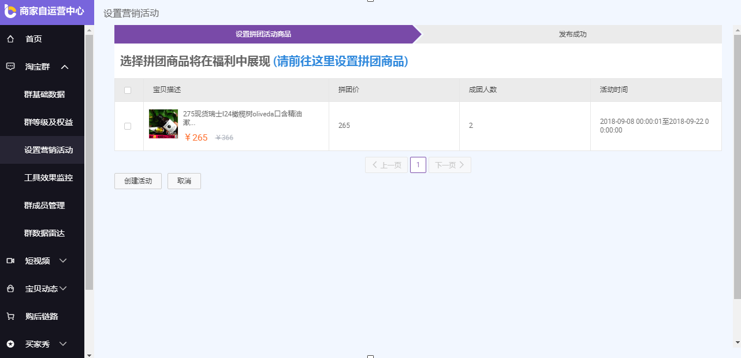 商家自运营中心
首页
淘宝群
群基础数据
群等级及权益
设置营销活动
工具效果监控
群成员管理
群数据雷达
短视频
宝贝动态
购后链路
买家秀
设置营销活动
设置拼团活动商品
发布成功
选择拼团商品将在福利中展现 (请前往这里设置拼团商品)
宝贝描述
拼团价
成团人数
活动时间
275现货瑞士l24橄榄树oliveda口含精油
漱...
￥265 ￥366
265
2
2018-09-08 00:00:01至2018-09-22 0
0:00:00
上一页
1
下一页
创建活动
取消